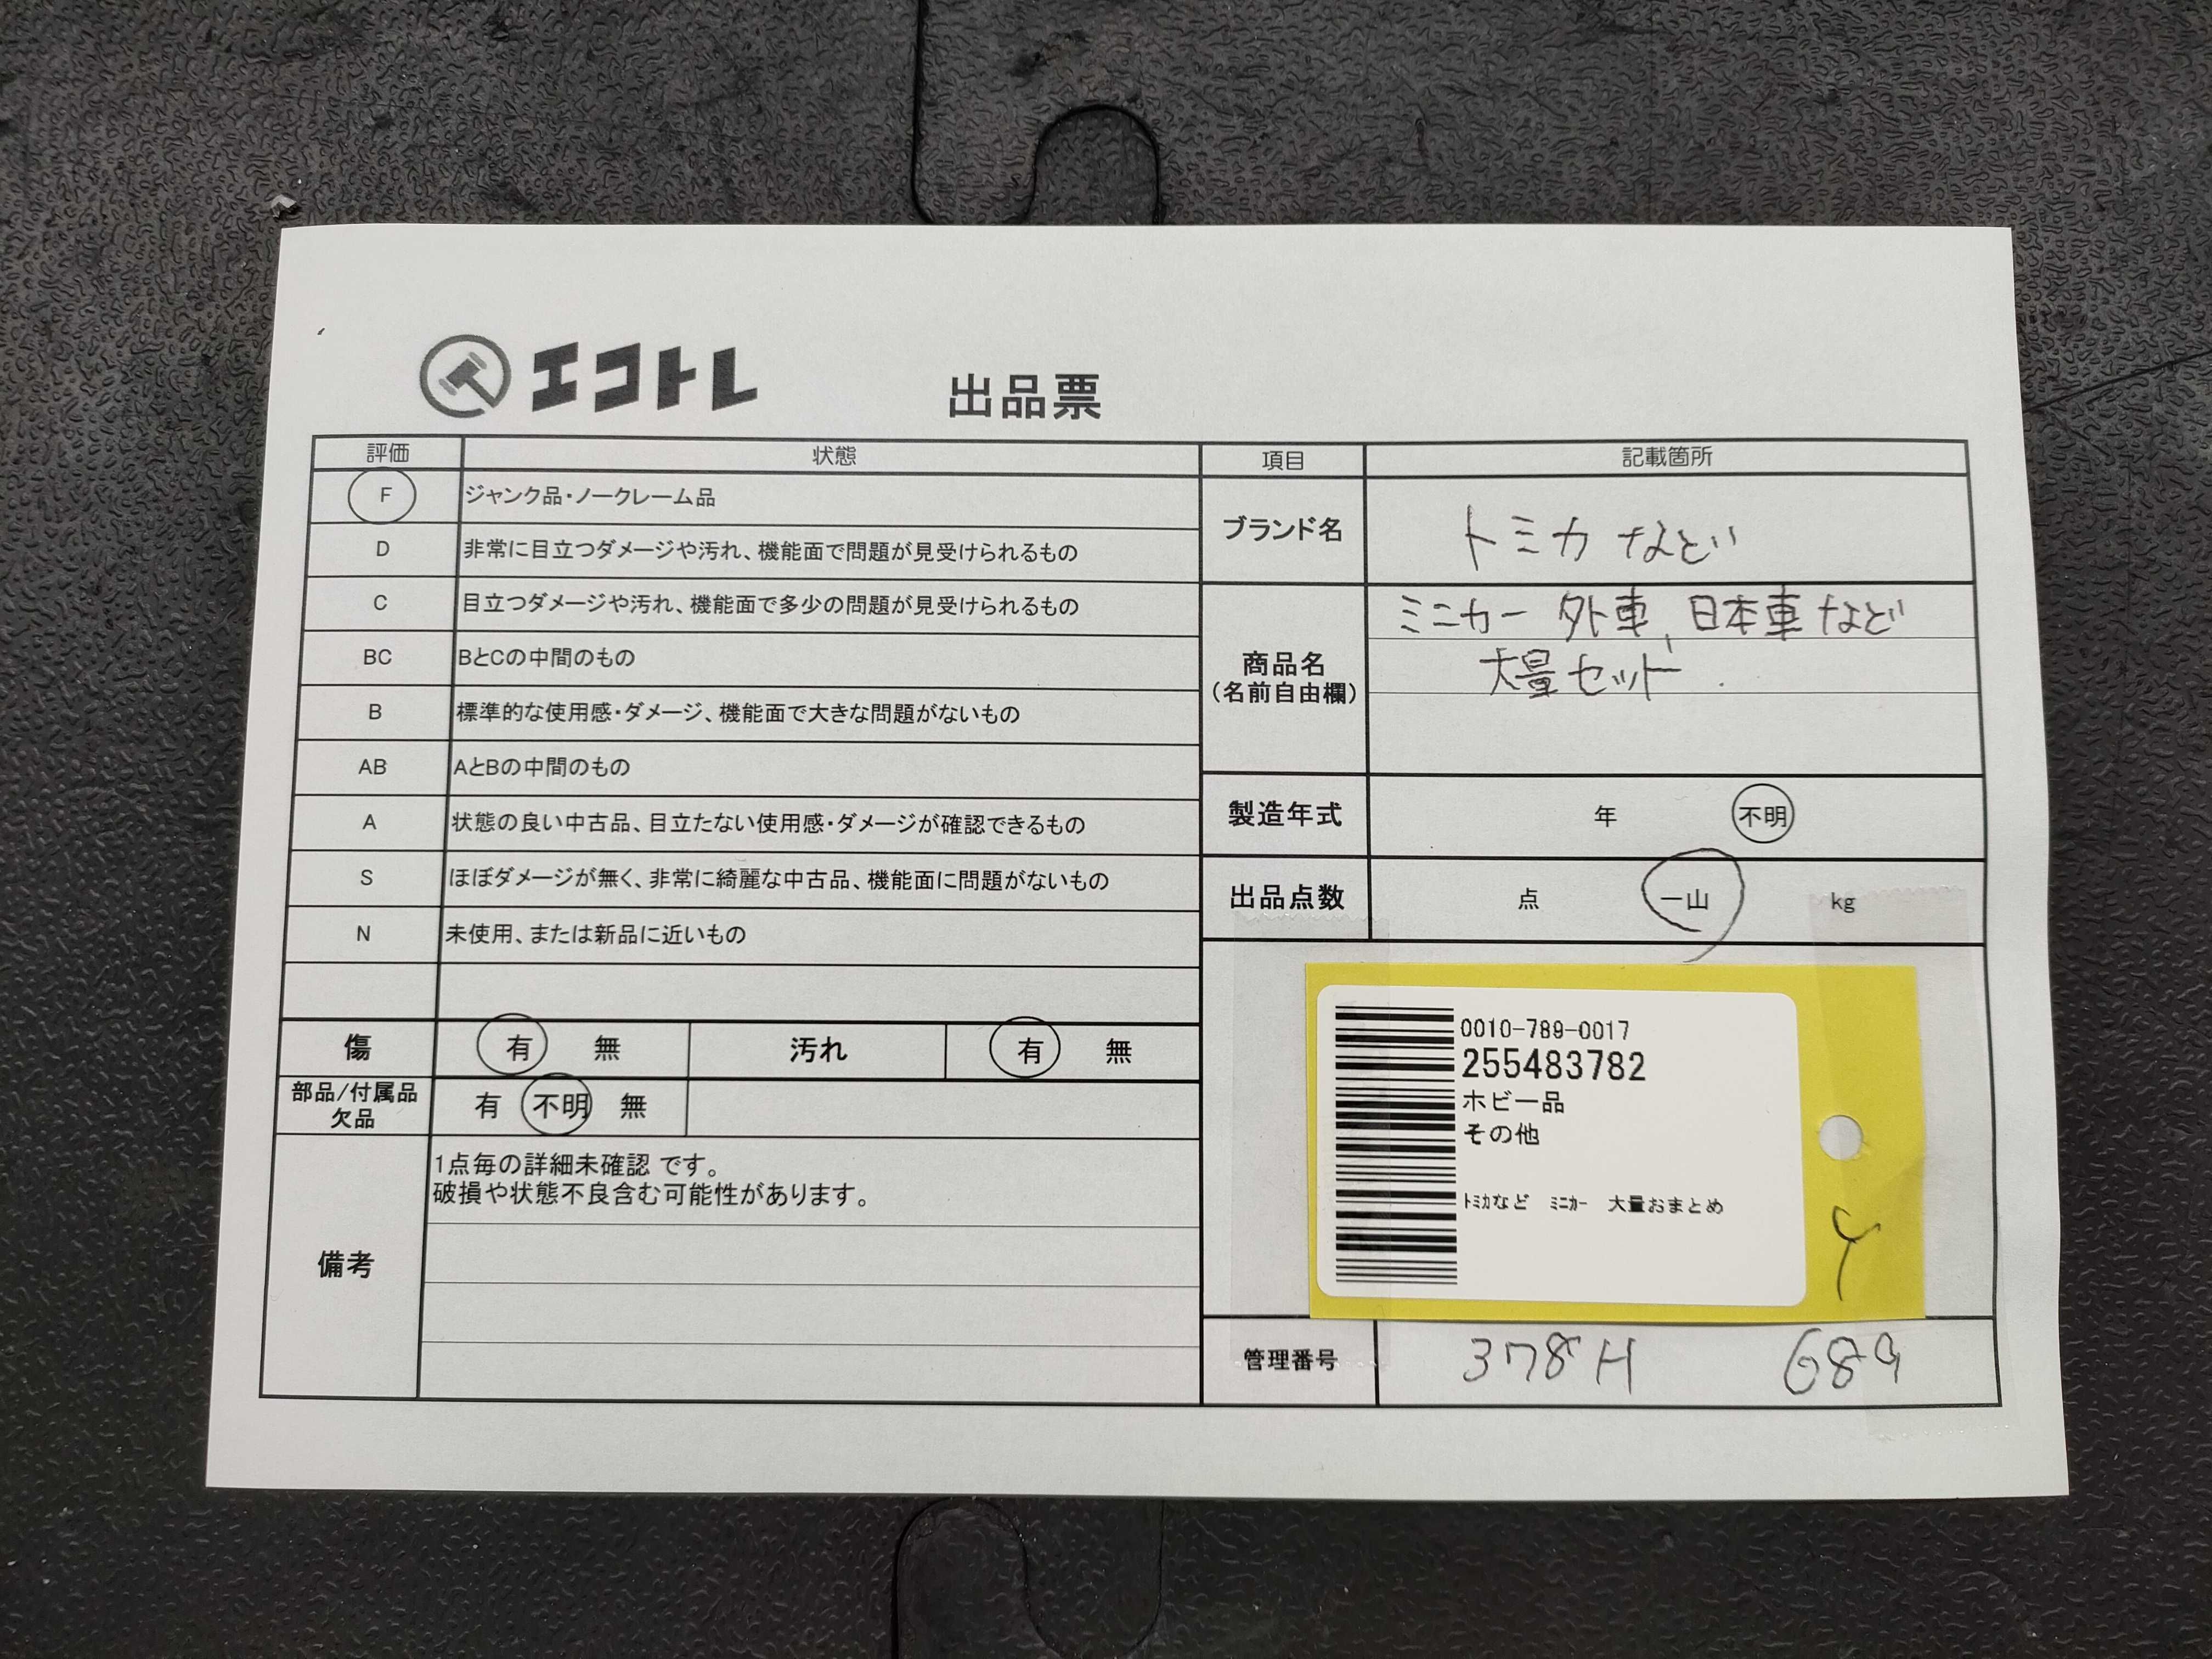 エコトレ
出品票
評価 状態
F ジャンク品・ノークレーム品
D 非常に目立つダメージや汚れ、機能面で問題が見受けられるもの
C 目立つダメージや汚れ、機能面で多少の問題が見受けられるもの
BC BとCの中間のもの
B 標準的な使用感・ダメージ、機能面で大きな問題がないもの
AB AとBの中間のもの
A 状態の良い中古品、目立たない使用感・ダメージが確認できるもの
S ほぼダメージが無く、非常に綺麗な中古品、機能面に問題がないもの
N 未使用、または新品に近いもの
傷 有 無 汚れ 有 無
部品/付属品
欠品 有 不明 無
備考
1点毎の詳細未確認 です。
破損や状態不良含む可能性があります。
項目 記載箇所
ブランド名 トミカ など
商品名
(名前自由欄)
ミニカー 外車、日本車 など
大量セット
製造年式 年 不明
出品点数 点 一山 kg
0010-789-0017
255483782
ホビー品
その他
ﾄﾐｶなど ﾐﾆｶｰ 大量おまとめ
Y
管理番号 378H 689